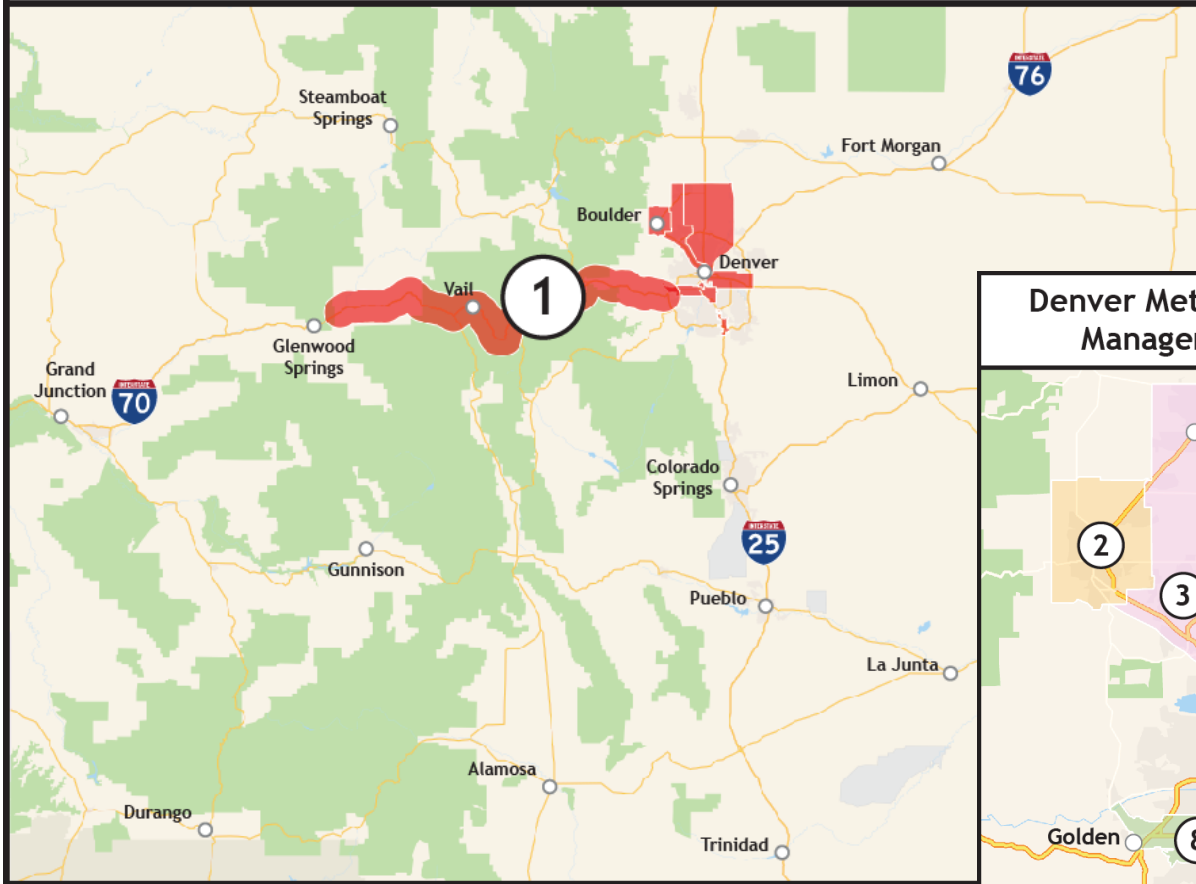 INTERSTATE
76
Steamboat
Springs
Fort Morgan
Boulder
Denver
Vail
1
Glenwood
Springs
Grand
Junction
INTERSTATE
70
Limon
Colorado
Springs
INTERSTATE
25
Gunnison
Pueblo
La Junta
Alamosa
Durango
Trinidad
Denver Met
Manager
2
3
Golden
8